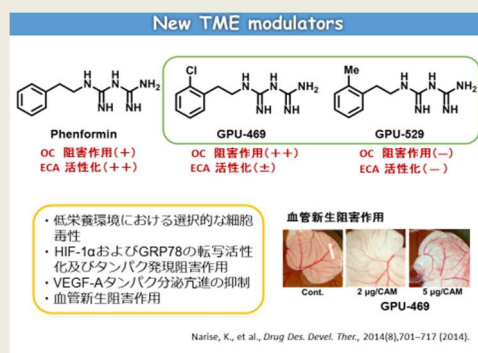 New TME modulators
Cl
Me
H H
N N NH₂
NH NH
H H
N N NH₂
NH NH
H H
N N NH₂
NH NH
Phenformin
GPU-469
GPU-529
OC 阻害作用(+)
ECA 活性化(++)
OC 阻害作用(++)
ECA 活性化(±)
OC 阻害作用(―)
ECA 活性化(―)
・低栄養環境における選択的な細胞
毒性
・HIF-1αおよびGRP78の転写活性
化及びタンパク発現阻害作用
・VEGF-Aタンパク分泌亢進の抑制
・血管新生阻害作用
血管新生阻害作用
Cont.
2 μg/CAM
5 μg/CAM
GPU-469
Narise, K., et al., Drug Des. Devel. Ther., 2014(8),701–717 (2014).